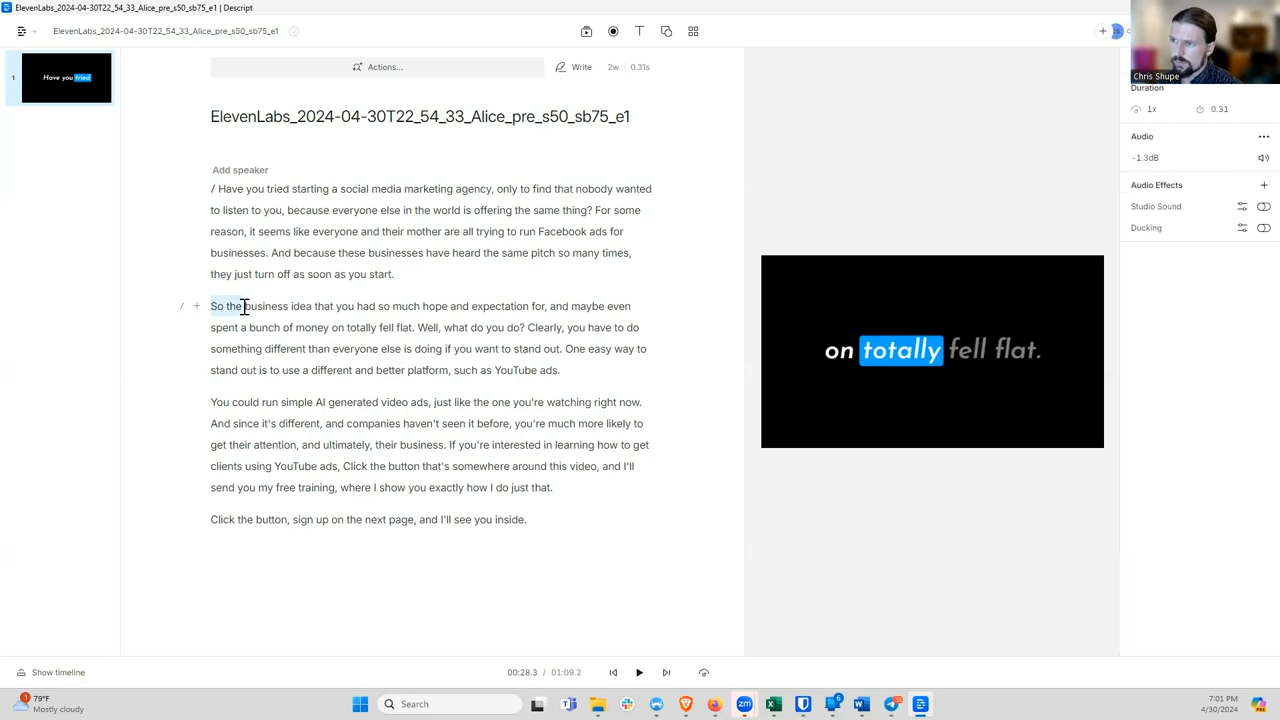 ElevenLabs_2024-04-30T22_54_33_Alice_pre_s50_sb75_e1 | Descript
ElevenLabs_2024-04-30T22_54_33_Alice_pre_s50_sb75_e1
Chris Shupe
1
Have you tried
Actions...
Write
2w
0.31s
Duration
1x
0.31
ElevenLabs_2024-04-30T22_54_33_Alice_pre_s50_sb75_e1
Audio
-1.3dB
Add speaker
Audio Effects
Studio Sound
Ducking
/ Have you tried starting a social media marketing agency, only to find that nobody wanted
to listen to you, because everyone else in the world is offering the same thing? For some
reason, it seems like everyone and their mother are all trying to run Facebook ads for
businesses. And because these businesses have heard the same pitch so many times,
they just turn off as soon as you start.
So the business idea that you had so much hope and expectation for, and maybe even
spent a bunch of money on totally fell flat. Well, what do you do? Clearly, you have to do
something different than everyone else is doing if you want to stand out. One easy way to
stand out is to use a different and better platform, such as YouTube ads.
on totally fell flat.
You could run simple AI generated video ads, just like the one you're watching right now.
And since it's different, and companies haven't seen it before, you're much more likely to
get their attention, and ultimately, their business. If you're interested in learning how to get
clients using YouTube ads, Click the button that's somewhere around this video, and I'll
send you my free training, where I show you exactly how I do just that.
Click the button, sign up on the next page, and I'll see you inside.
Show timeline
00:28.3 / 01:09.2
1
79°F
Mostly cloudy
Search
6
7:01 PM
4/30/2024